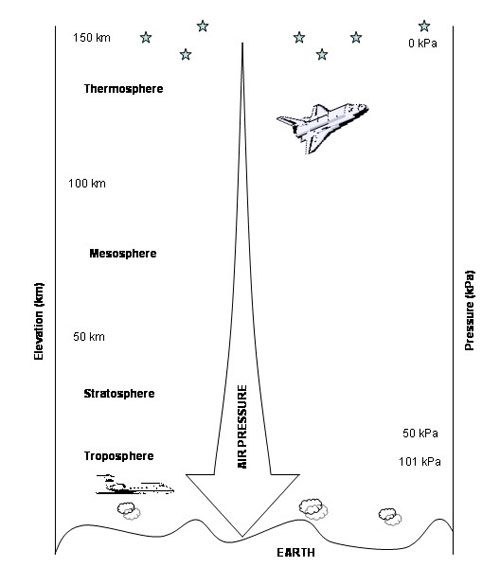 150 km
0 kPa
Thermosphere
100 km
Mesosphere
Elevation (km)
Pressure (kPa)
50 km
Stratosphere
AIR PRESSURE
50 kPa
Troposphere
101 kPa
EARTH